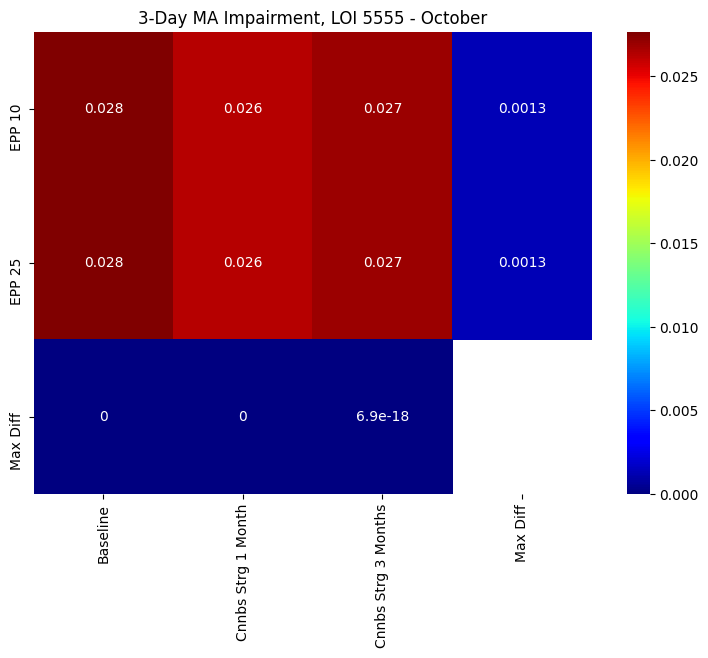 3-Day MA Impairment, LOI 5555 - October
EPP 10
0.028
0.026
0.027
0.0013
EPP 25
0.028
0.026
0.027
0.0013
Max Diff
0
0
6.9e-18
Baseline
Cnnbs Strg 1 Month
Cnnbs Strg 3 Months
Max Diff
0.025
0.020
0.015
0.010
0.005
0.000